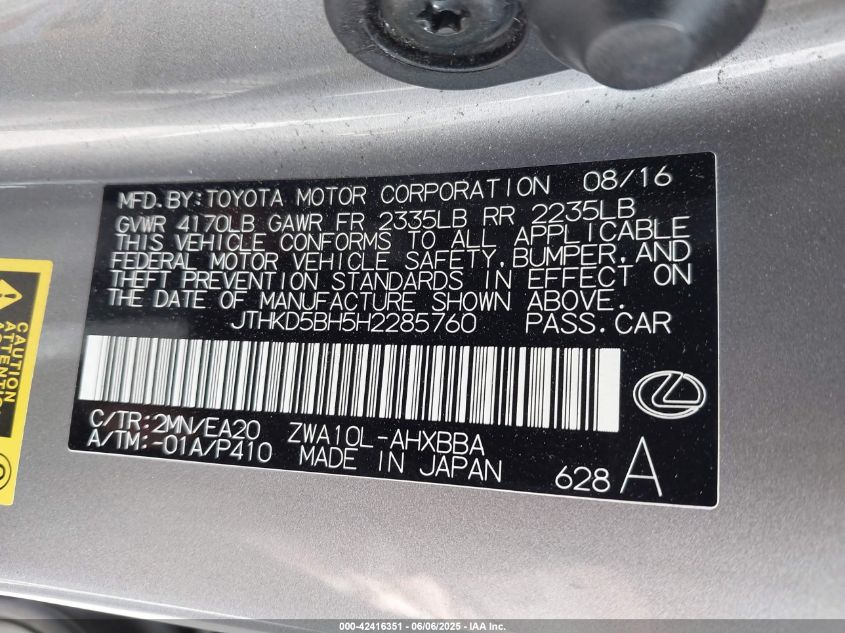 MFD.BY:TOYOTA MOTOR CORPORATION 08/16
GVWR 4170LB GAWR FR 2335LB RR 2235LB
THIS VEHICLE CONFORMS TO ALL APPLICABLE
FEDERAL MOTOR VEHICLE SAFETY,BUMPER,AND
THEFT PREVENTION STANDARDS IN EFFECT ON
THE DATE OF MANUFACTURE SHOWN ABOVE.
JTHKD5BH5H2285760 PASS.CAR
C/TR:2MN/EA20 ZWA10L-AHXBBA
A/TM:-01A/P410 MADE IN JAPAN
628 A
CAUTION
ATTENTION
000-42416351 - 06/06/2025 - IAA Inc.